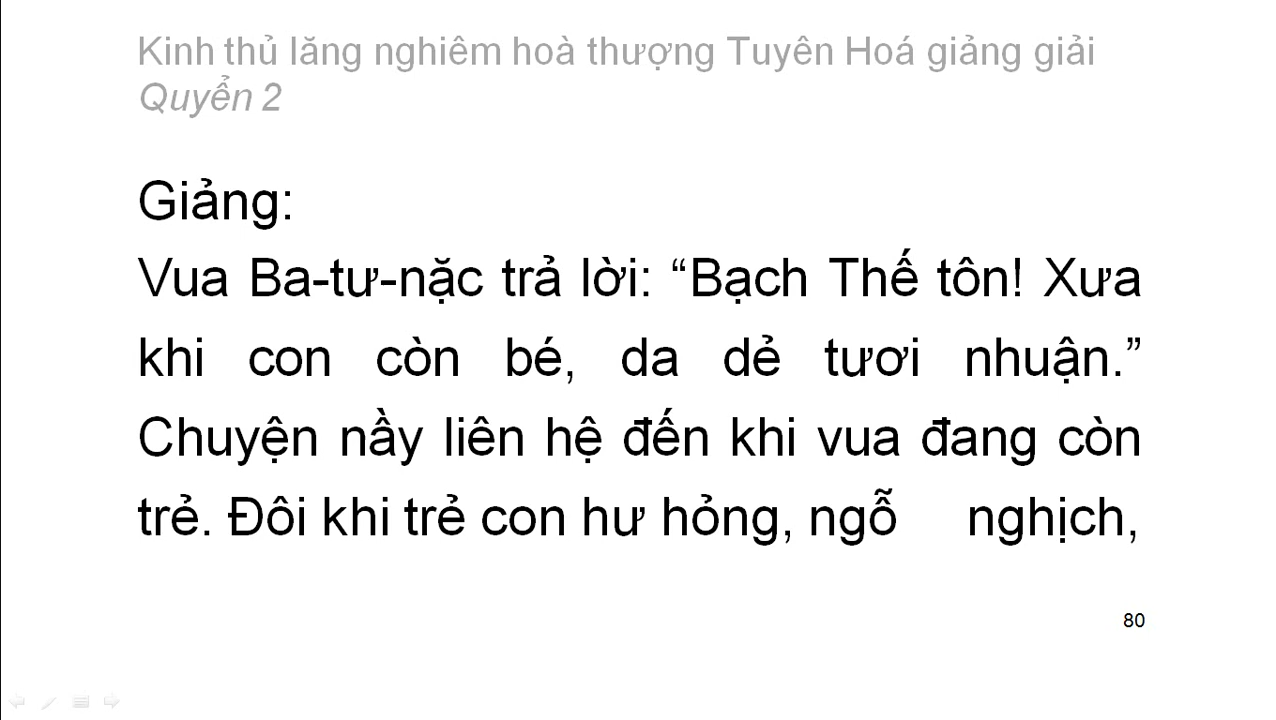 Kinh thủ lăng nghiêm hoà thượng Tuyên Hoá giảng giải
Quyển 2
Giảng:
Vua Ba-tư-nặc trả lời: “Bạch Thế tôn! Xưa
khi con còn bé, da dẻ tươi nhuận.”
Chuyện nầy liên hệ đến khi vua đang còn
trẻ. Đôi khi trẻ con hư hỏng, ngỗ nghịch,
80